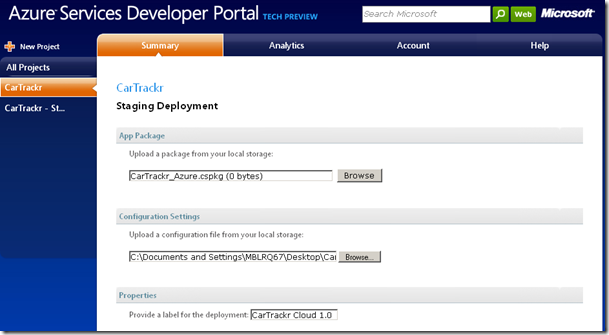 Azure Services Developer Portal TECH PREVIEW
Search Microsoft Web Microsoft
New Project
Summary Analytics Account Help
All Projects
CarTrackr
CarTrackr - St...
CarTrackr
Staging Deployment
App Package
Upload a package from your local storage:
CarTrackr_Azure.cspkg (0 bytes) Browse
Configuration Settings
Upload a configuration file from your local storage:
C:\Documents and Settings\MBLRQ67\Desktop\Car Browse...
Properties
Provide a label for the deployment: CarTrackr Cloud 1.0